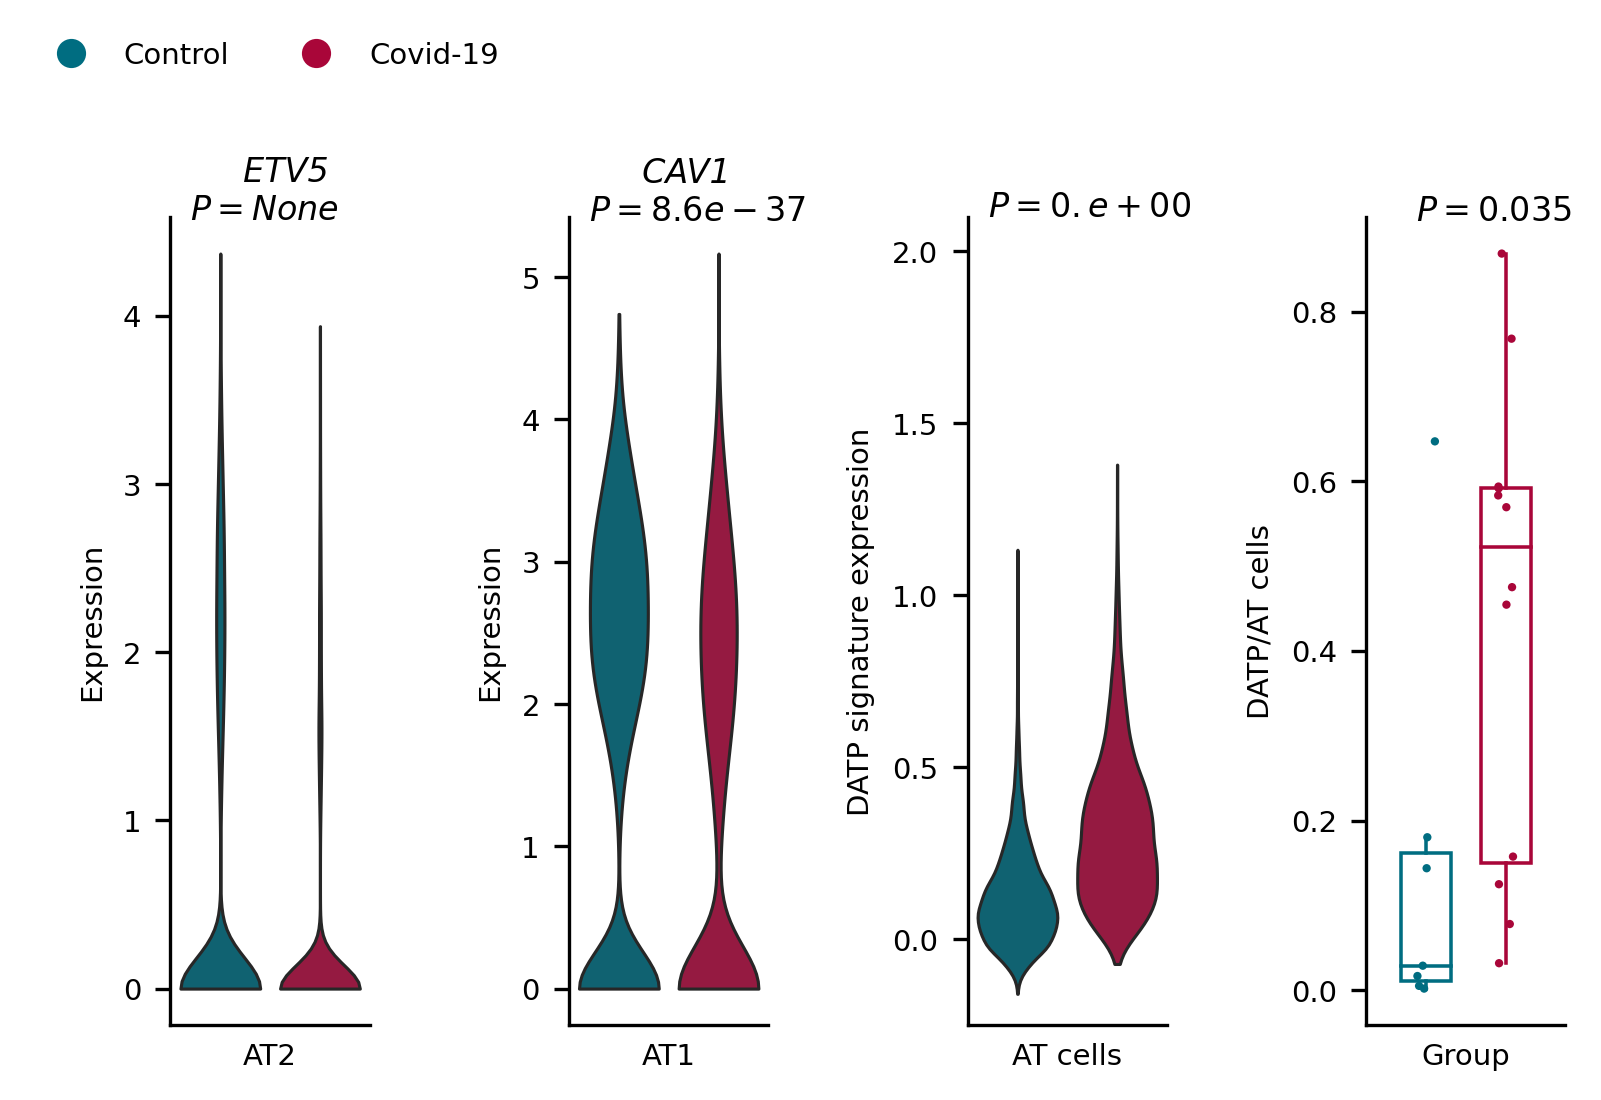 Control
Covid-19
ETV5
P = None
Expression
4
3
2
1
0
AT2
CAV1
P = 8.6e − 37
Expression
5
4
3
2
1
0
AT1
P = 0. e + 00
DATP signature expression
2.0
1.5
1.0
0.5
0.0
AT cells
P = 0.035
DATP/AT cells
0.8
0.6
0.4
0.2
0.0
Group